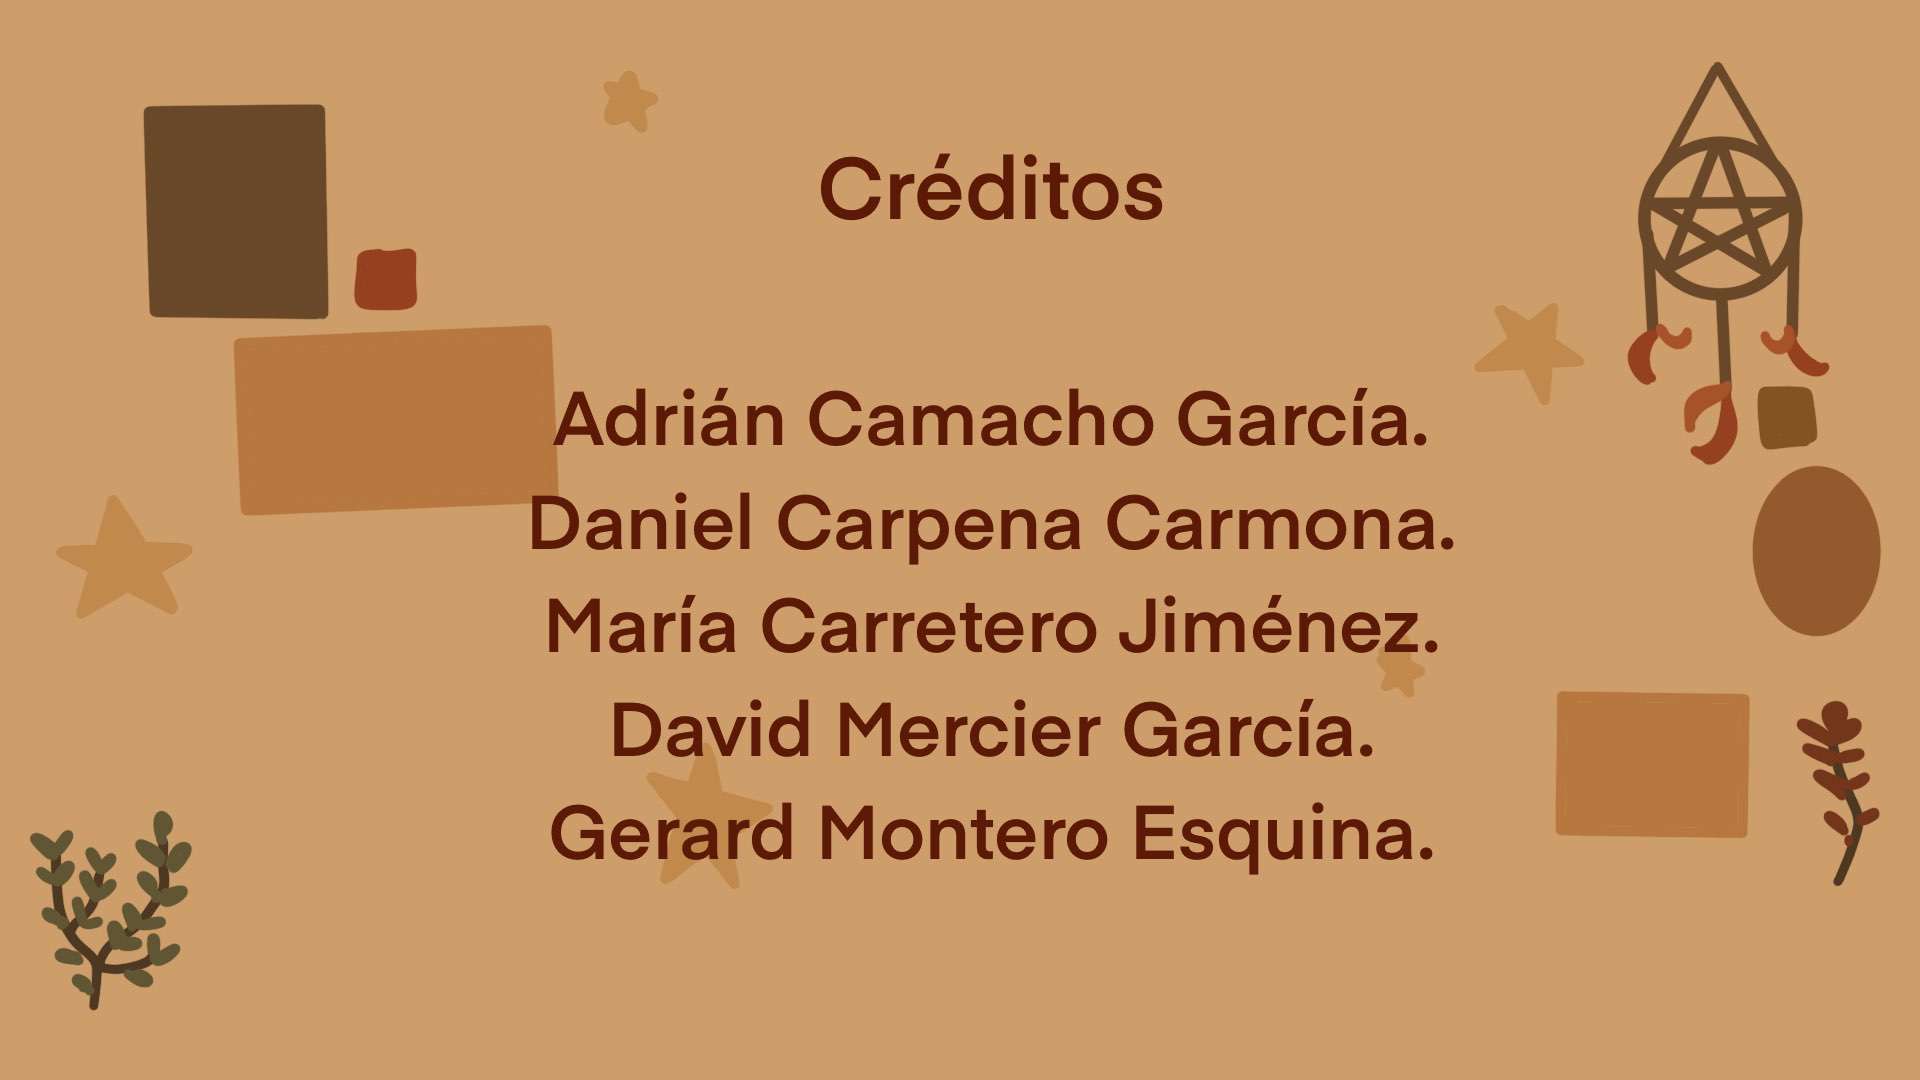 Créditos
Adrián Camacho García.
Daniel Carpena Carmona.
María Carretero Jiménez.
David Mercier García.
Gerard Montero Esquina.